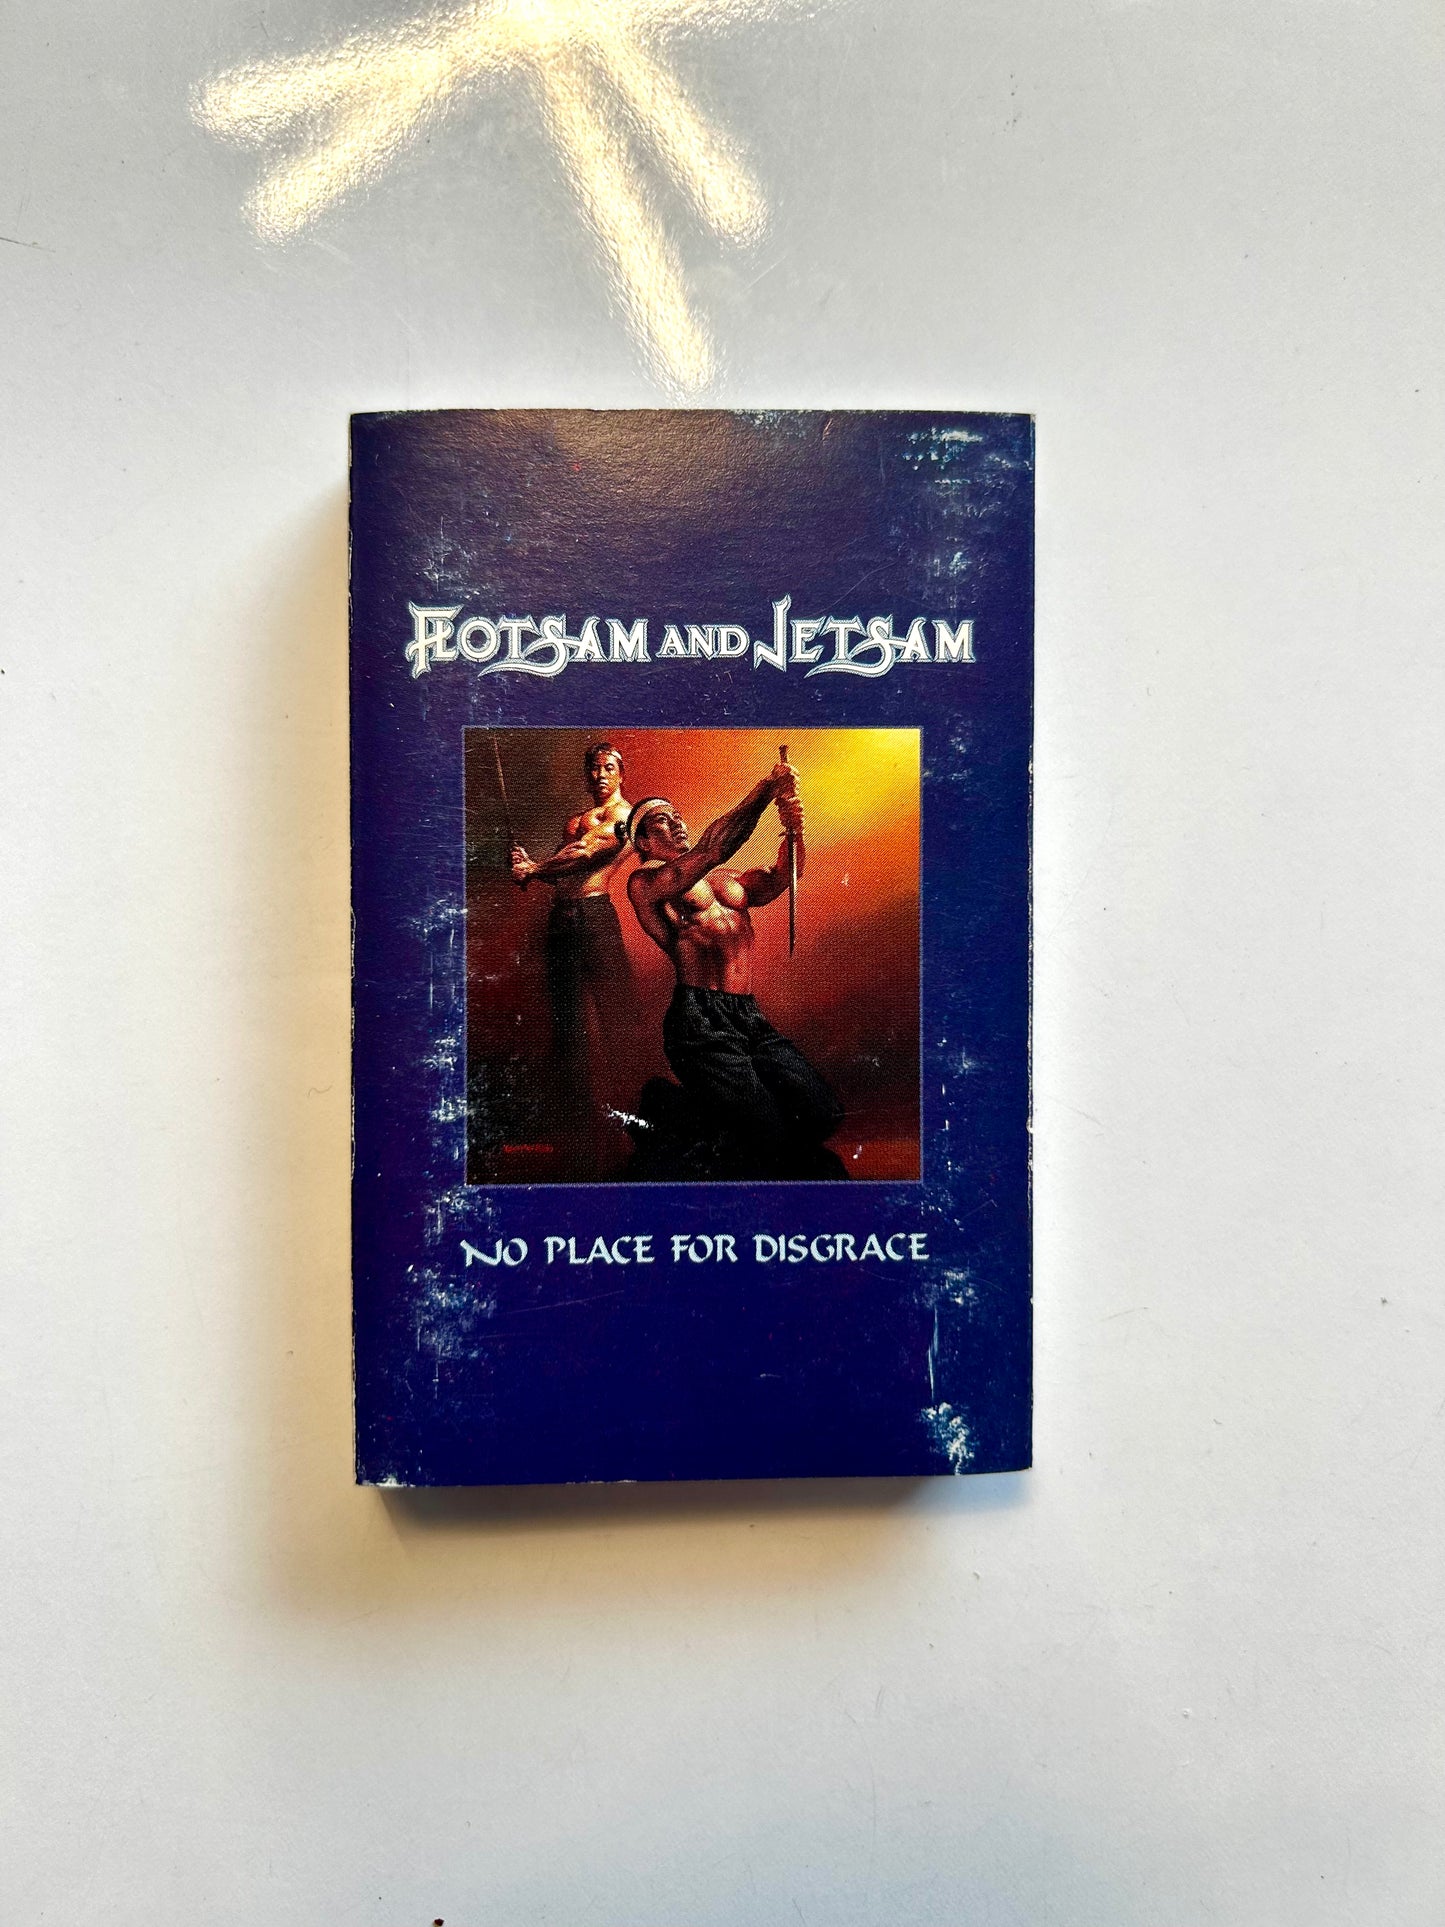 FLOTSAM AND JETSAM
NO PLACE FOR DISGRACE